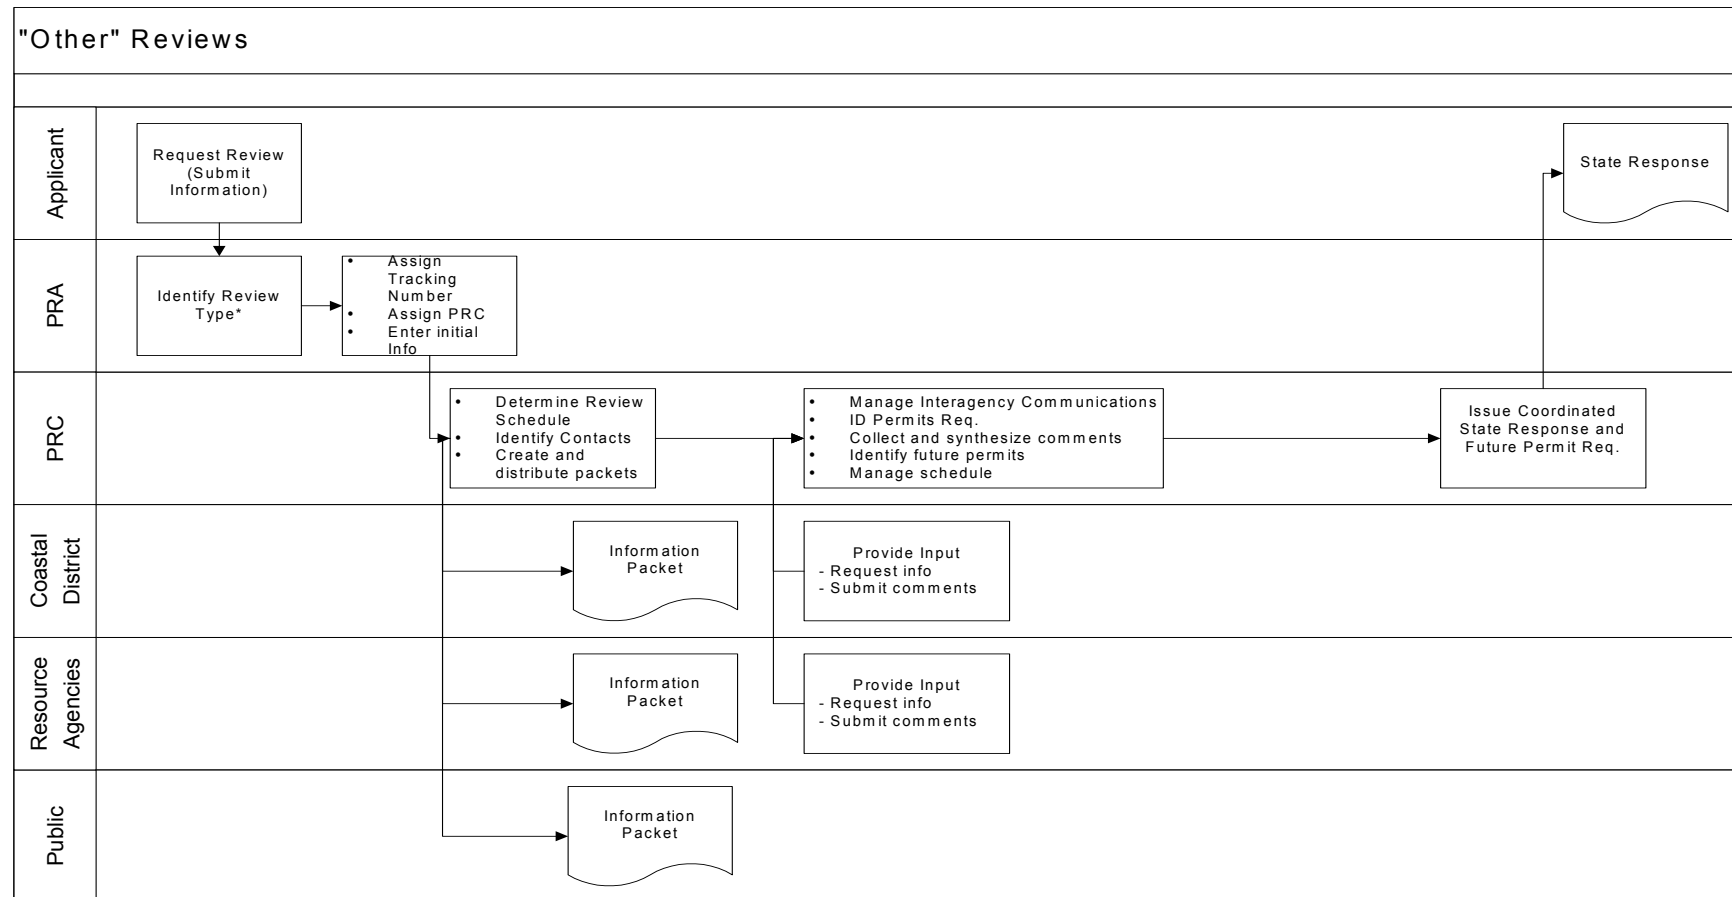 "Other" Reviews
Applicant
Request Review
(Submit
Information)
State Response
PRA
Identify Review
Type*
• Assign
Tracking
Number
• Assign PRC
• Enter initial
Info
PRC
• Determine Review
Schedule
• Identify Contacts
• Create and
distribute packets
• Manage Interagency Communications
• ID Permits Req.
• Collect and synthesize comments
• Identify future permits
• Manage schedule
Issue Coordinated
State Response and
Future Permit Req.
Coastal
District
Information
Packet
Provide Input
- Request info
- Submit comments
Resource
Agencies
Information
Packet
Provide Input
- Request info
- Submit comments
Public
Information
Packet